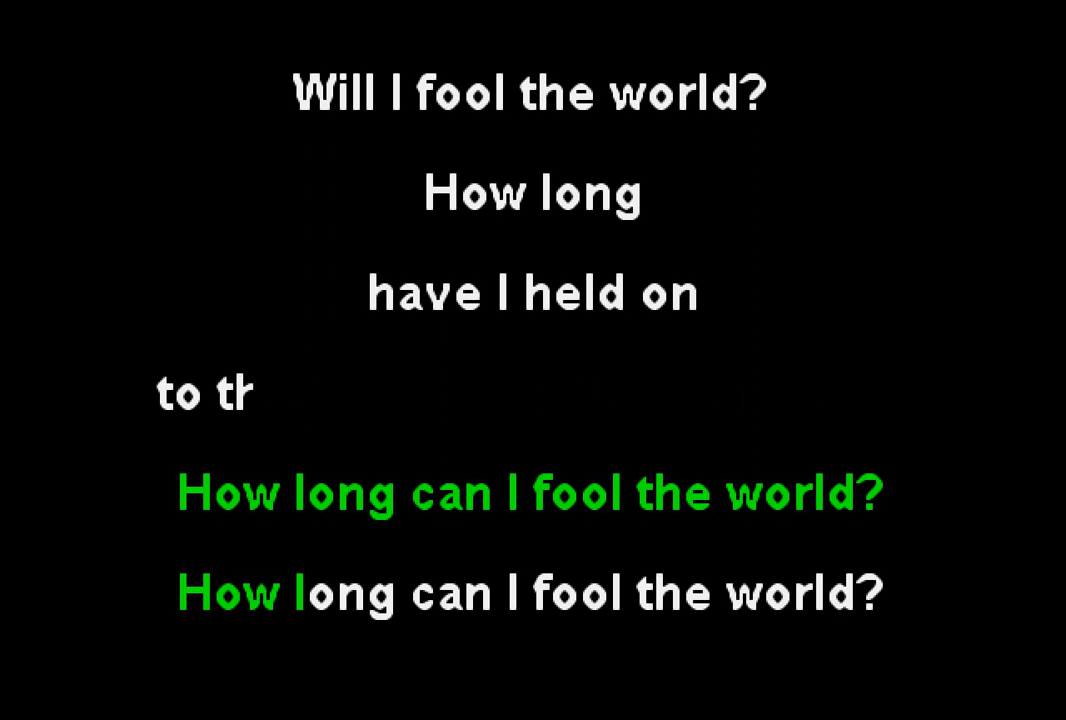 Will I fool the world?
How long
have I held on
to th
How long can I fool the world?
How long can I fool the world?